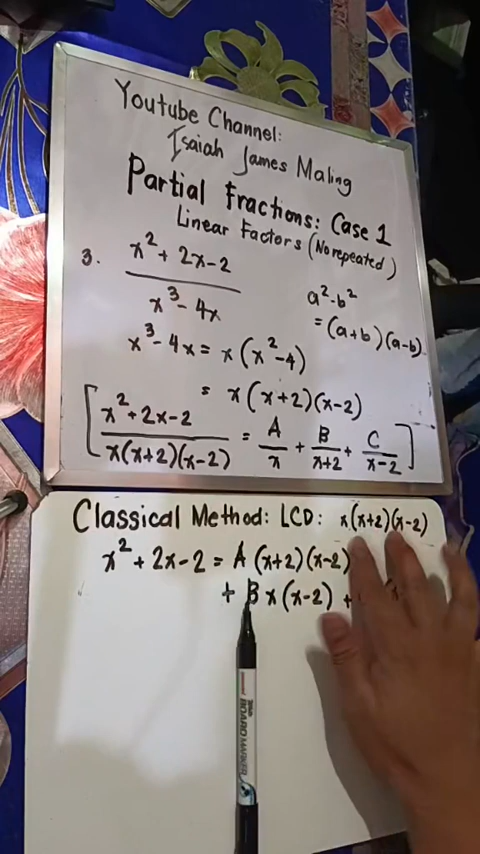 Youtube Channel:
Isaiah James Maling
Partial Fractions: Case 1
Linear Factors (No repeated)
3. x² + 2x - 2
x³ - 4x
a² - b²
= (a+b)(a-b)
x³ - 4x = x(x² - 4)
= x(x+2)(x-2)
[x² + 2x - 2 / x(x+2)(x-2) = A/x + B/x+2 + C/x-2]
Classical Method: LCD: x(x+2)(x-2)
x² + 2x - 2 = A(x+2)(x-2)
+ Bx(x-2) +
BOARD MARKER